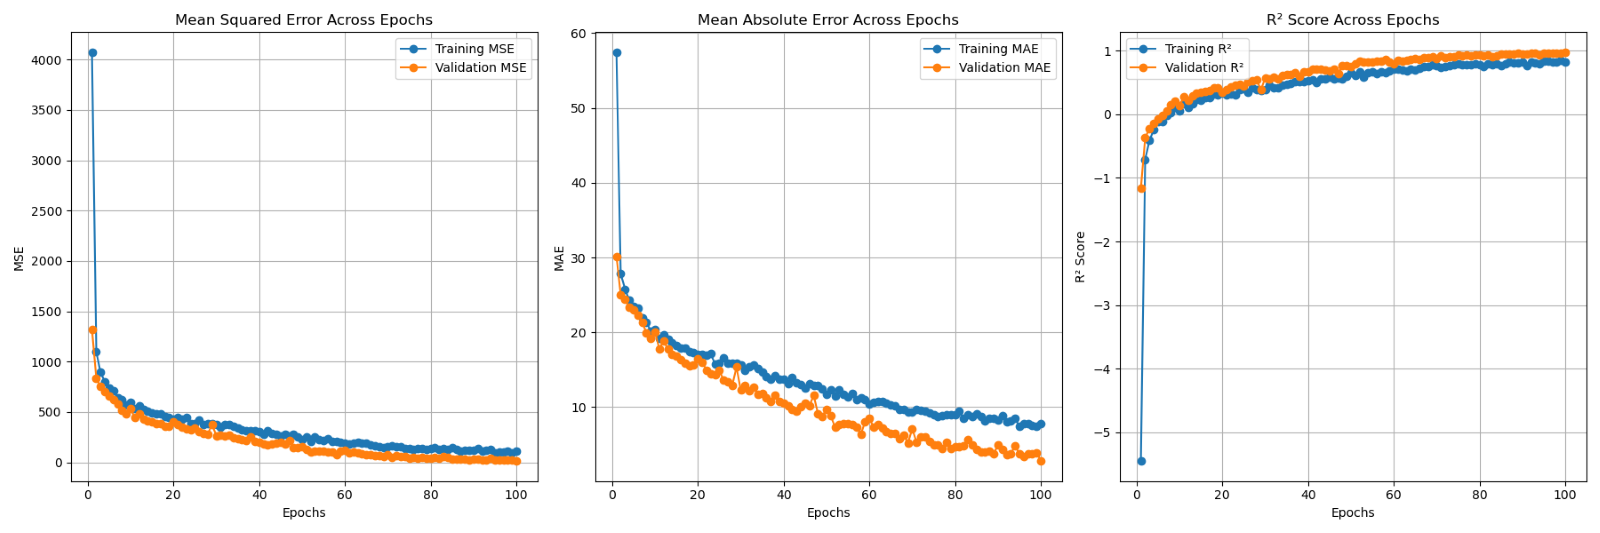 Mean Squared Error Across Epochs
Training MSE
Validation MSE
MSE
4000
3500
3000
2500
2000
1500
1000
500
0
0 20 40 60 80 100
Epochs
Mean Absolute Error Across Epochs
Training MAE
Validation MAE
MAE
60
50
40
30
20
10
0 20 40 60 80 100
Epochs
R² Score Across Epochs
Training R²
Validation R²
R² Score
1
0
−1
−2
−3
−4
−5
0 20 40 60 80 100
Epochs